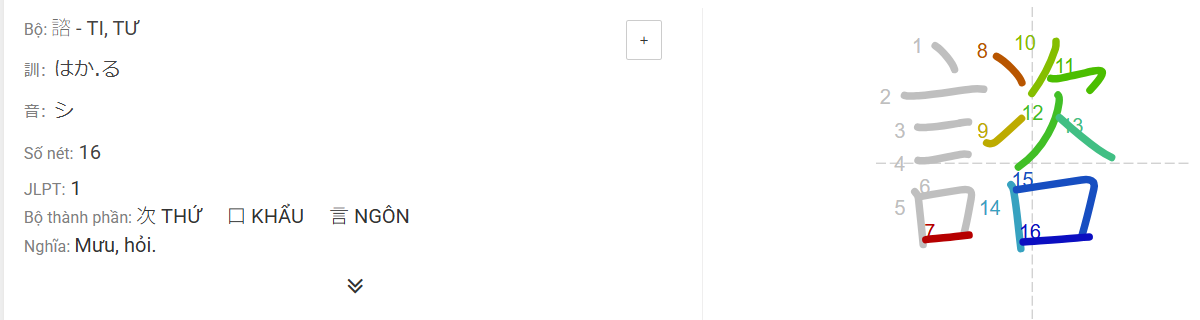 Bộ: 諮 - TI, TƯ
+
訓: はか.る
音: シ
Số nét: 16
JLPT: 1
Bộ thành phần: 次 THỨ 口 KHẨU 言 NGÔN
Nghĩa: Mưu, hỏi.
諮
1
2
3
4
5
6
7
8
9
10
11
12
13
14
15
16